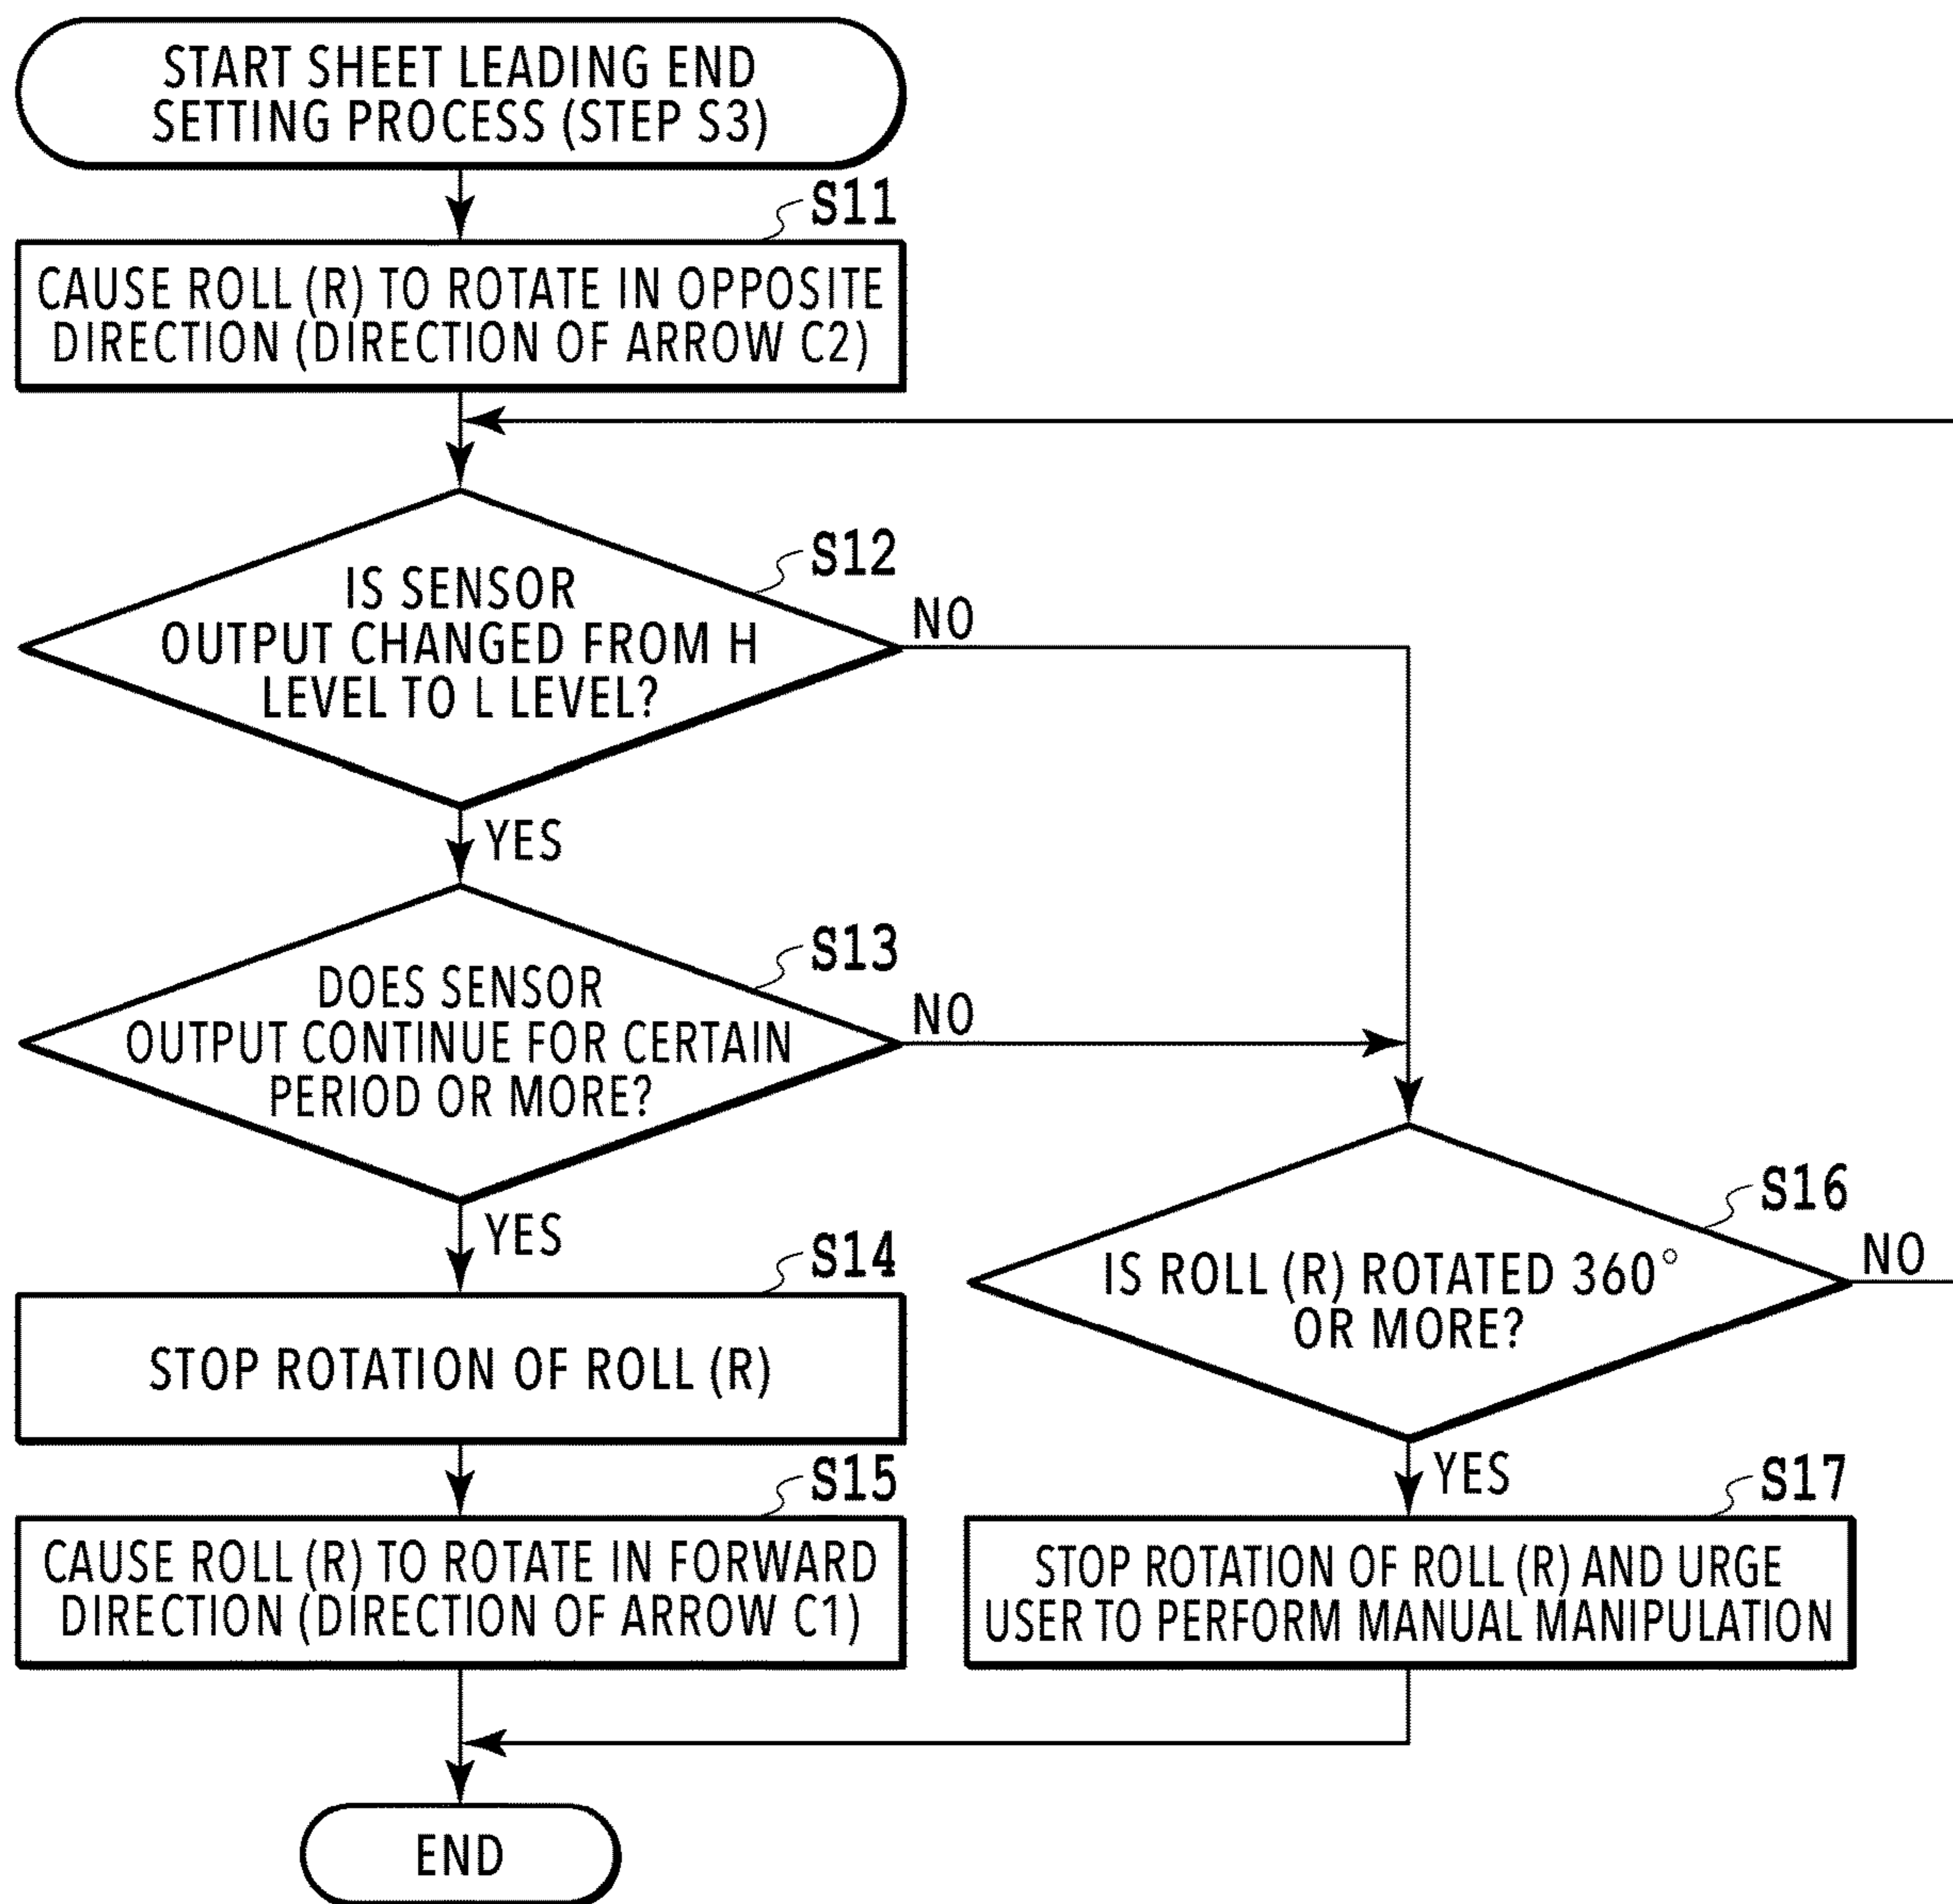 START SHEET LEADING END
SETTING PROCESS (STEP S3)
S11
CAUSE ROLL (R) TO ROTATE IN OPPOSITE
DIRECTION (DIRECTION OF ARROW C2)
S12
IS SENSOR
OUTPUT CHANGED FROM H
LEVEL TO L LEVEL?
NO
YES
S13
DOES SENSOR
OUTPUT CONTINUE FOR CERTAIN
PERIOD OR MORE?
NO
YES
S14
STOP ROTATION OF ROLL (R)
S15
CAUSE ROLL (R) TO ROTATE IN FORWARD
DIRECTION (DIRECTION OF ARROW C1)
S16
IS ROLL (R) ROTATED 360°
OR MORE?
NO
YES
S17
STOP ROTATION OF ROLL (R) AND URGE
USER TO PERFORM MANUAL MANIPULATION
END